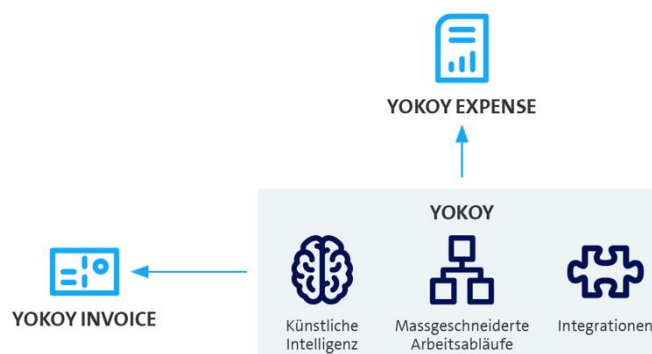 YOKOY EXPENSE
YOKOY
YOKOY INVOICE
Künstliche
Intelligenz
Massgeschneiderte
Arbeitsabläufe
Integrationen